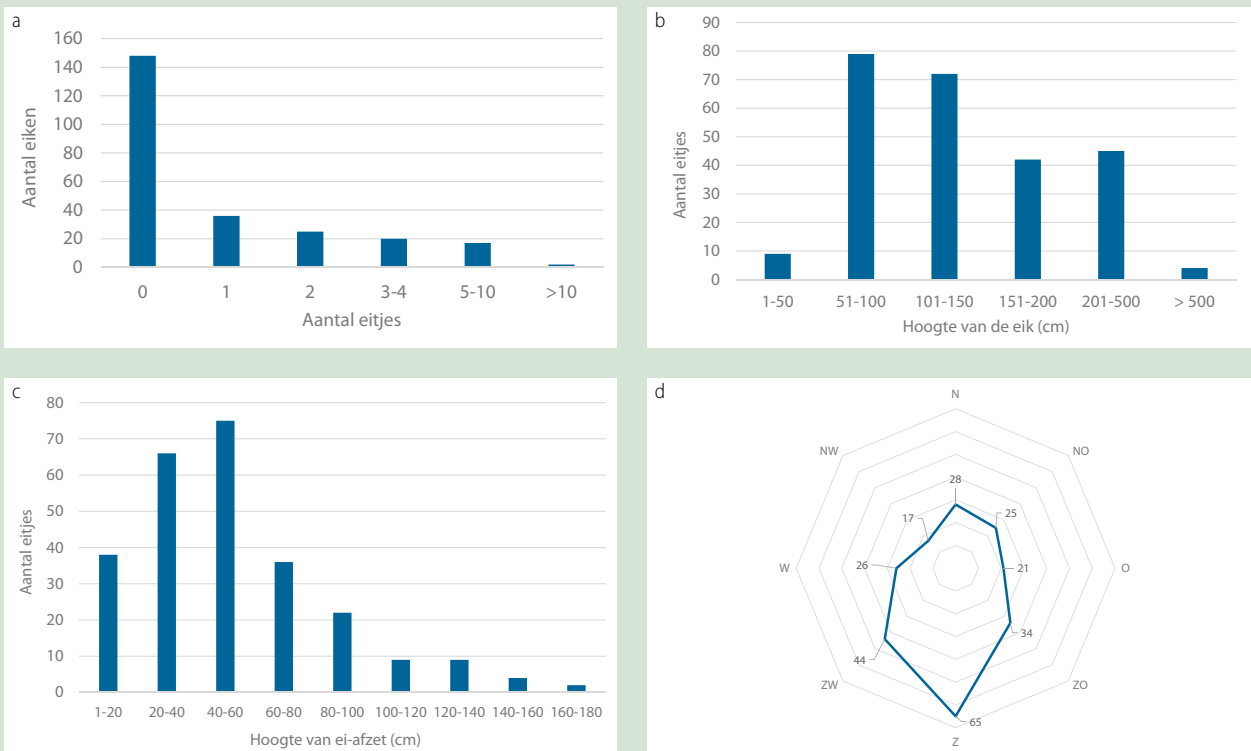 a
160
140
120
100
80
60
40
20
0
Aantal eiken
0 1 2 3-4 5-10 >10
Aantal eitjes
b
90
80
70
60
50
40
30
20
10
0
Aantal eitjes
1-50 51-100 101-150 151-200 201-500 > 500
Hoogte van de eik (cm)
c
80
70
60
50
40
30
20
10
0
Aantal eitjes
1-20 20-40 40-60 60-80 80-100 100-120 120-140 140-160 160-180
Hoogte van ei-afzet (cm)
d
N
NW NO
28
17 25
W 26 21 O
34
44
ZW ZO
65
Z